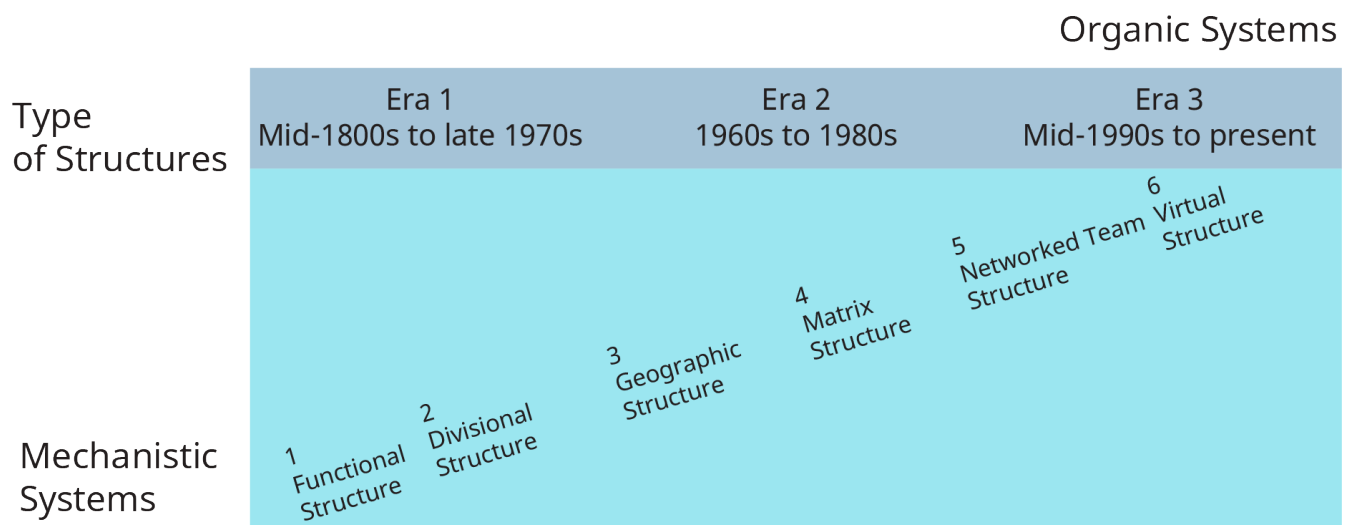 Organic Systems
Type
of Structures
Era 1
Mid-1800s to late 1970s
Era 2
1960s to 1980s
Era 3
Mid-1990s to present
1
Functional
Structure
2
Divisional
Structure
3
Geographic
Structure
4
Matrix
Structure
5
Networked Team
Structure
6
Virtual
Structure
Mechanistic
Systems